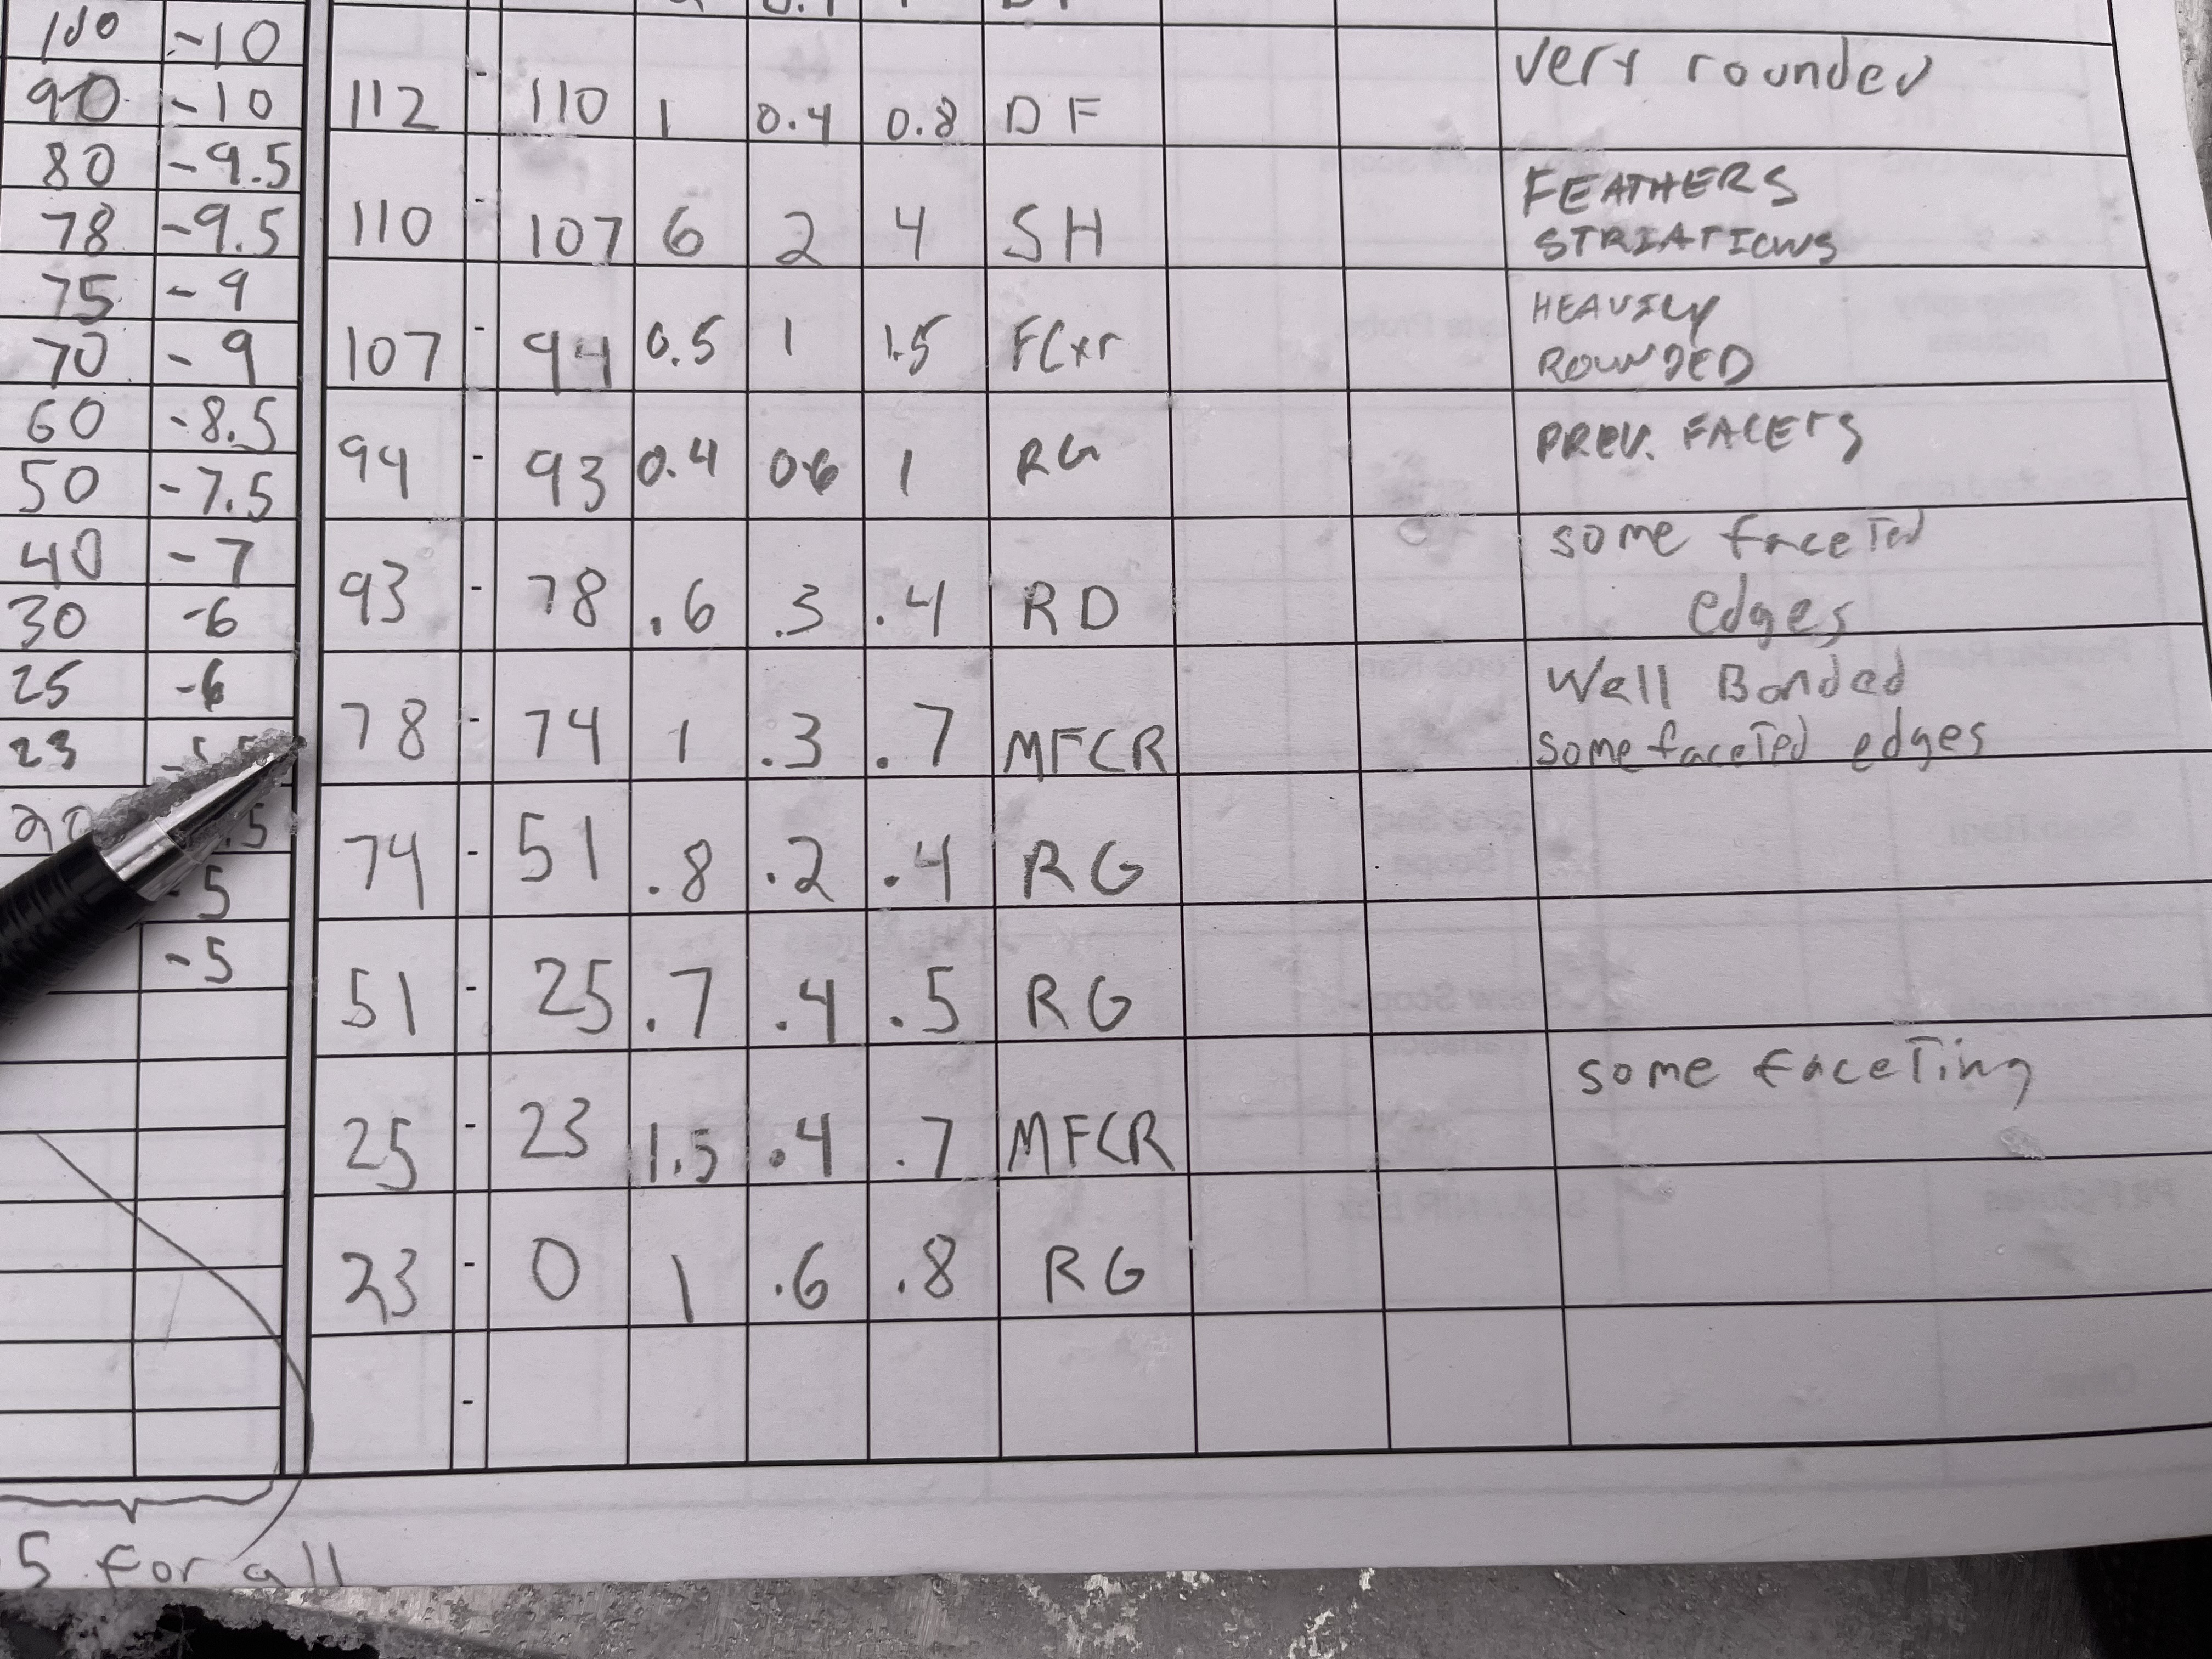 100 -10
90 -10
80 -9.5
78 -9.5
75 -9
70 -9
60 -8.5
50 -7.5
40 -7
30 -6
25 -6
23
20
-5
for all
112 - 110 1 0.4 0.8 DF very rounded
110 - 107 6 2 4 SH FEATHERS
STRIATIONS
107 - 94 0.5 1 1.5 FCxr HEAVILY
ROUNDED
94 - 93 0.4 0.6 1 RG PREV. FACETS
93 - 78 .6 .3 .4 RD some faceted
edges
78 - 74 1 .3 .7 MFCR Well Bonded
some faceted edges
74 - 51 .8 .2 .4 RG
51 - 25 .7 .4 .5 RG some faceting
25 - 23 1.5 .4 .7 MFCR
23 - 0 1 .6 .8 RG
-